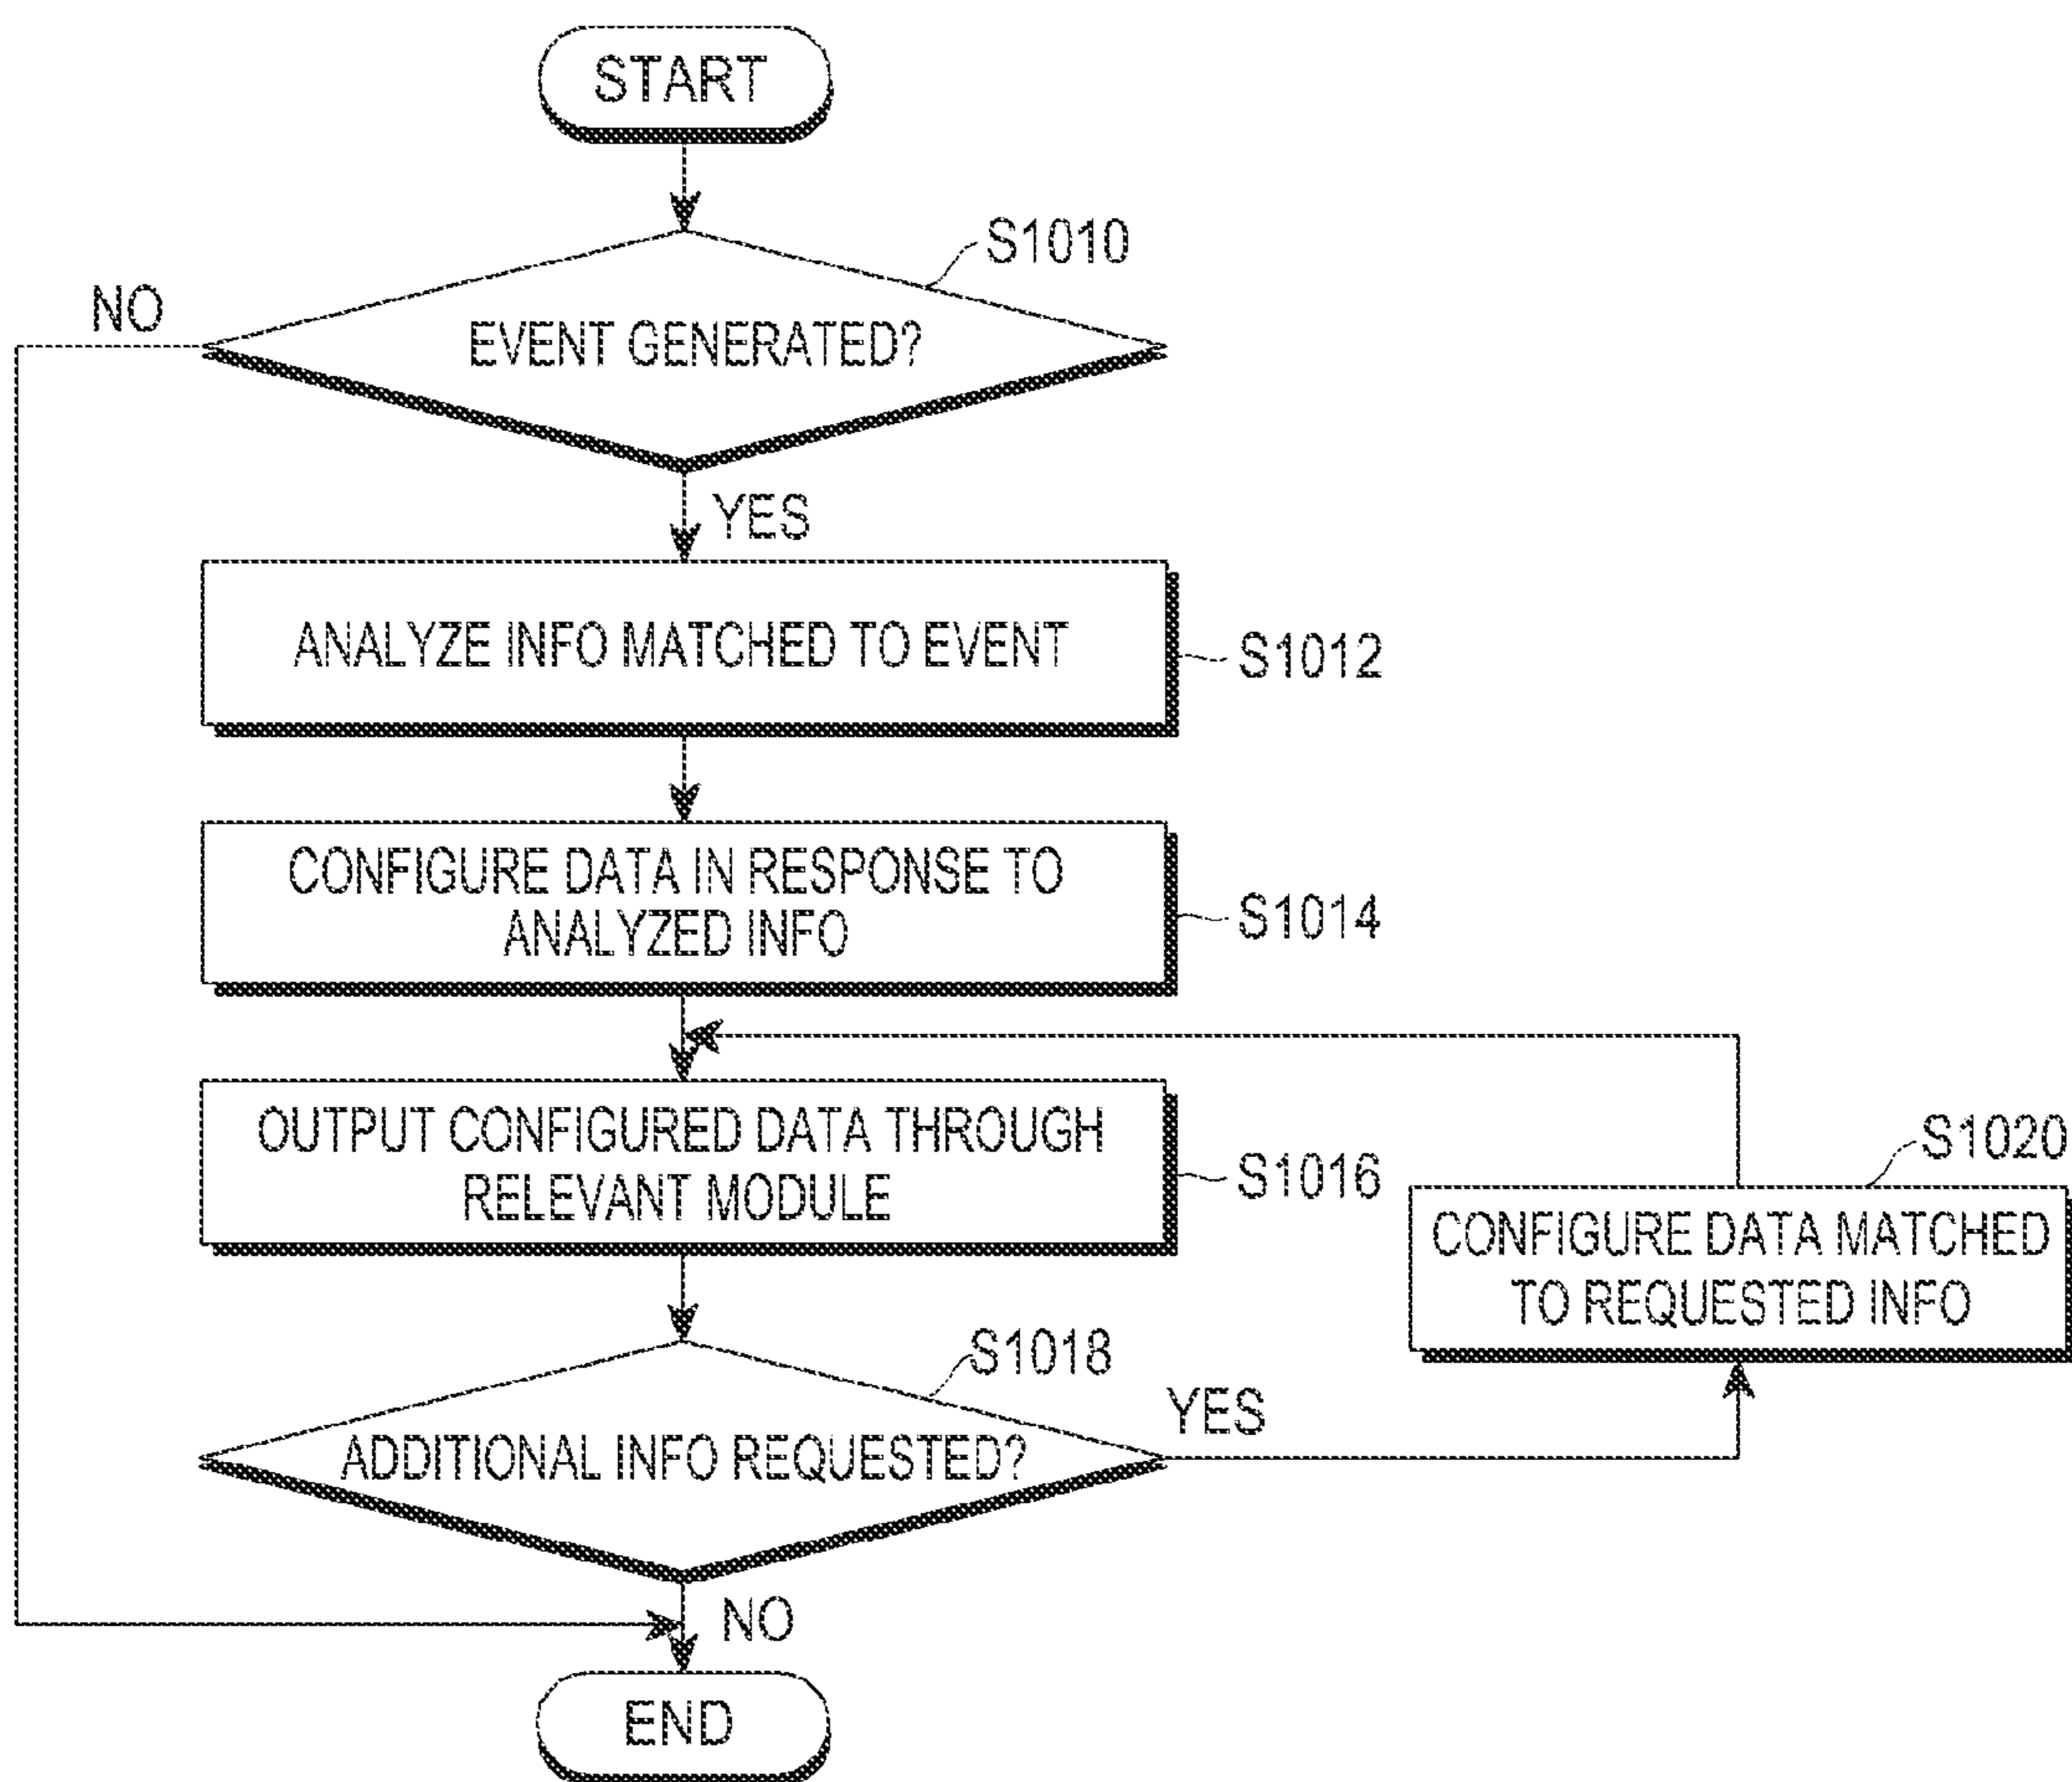 START
S1010
NO
EVENT GENERATED?
YES
ANALYZE INFO MATCHED TO EVENT
S1012
CONFIGURE DATA IN RESPONSE TO
ANALYZED INFO
S1014
OUTPUT CONFIGURED DATA THROUGH
RELEVANT MODULE
S1016
S1020
CONFIGURE DATA MATCHED
TO REQUESTED INFO
S1018
YES
ADDITIONAL INFO REQUESTED?
NO
END